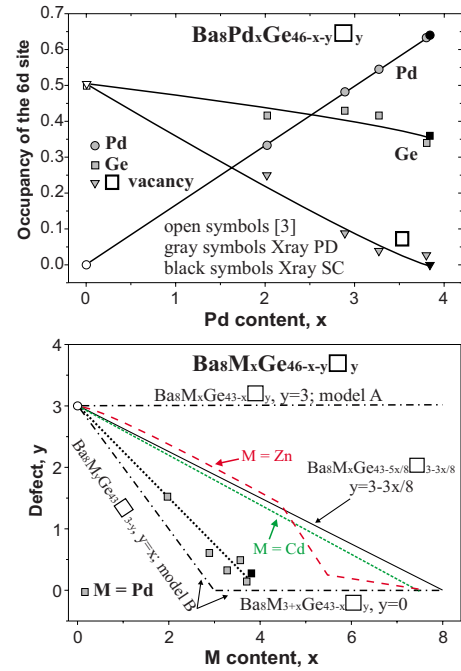 Ba₈PdₓGe₄₆₋ₓ₋ᵧ□ᵧ
0.7
0.6
0.5
0.4
0.3
0.2
0.1
0.0
Occupancy of the 6d site
Pd
Ge
Pd
Ge
□ vacancy
□
open symbols [3]
gray symbols Xray PD
black symbols Xray SC
0 1 2 3 4
Pd content, x
Ba₈MₓGe₄₆₋ₓ₋ᵧ□ᵧ
4
3
2
1
0
Defect, y
Ba₈MₓGe₄₃₋ₓ□ᵧ, y=3; model A
M = Zn
Ba₈MₓGe₄₃₋₅ₓ/₈□₃₋₃ₓ/₈
y=3-3x/8
M = Cd
Ba₈MᵧGe₄₃□₃₋ᵧ, y=x, model B
M = Pd
Ba₈M₃₊ₓGe₄₃₋ₓ□ᵧ, y=0
0 2 4 6 8
M content, x